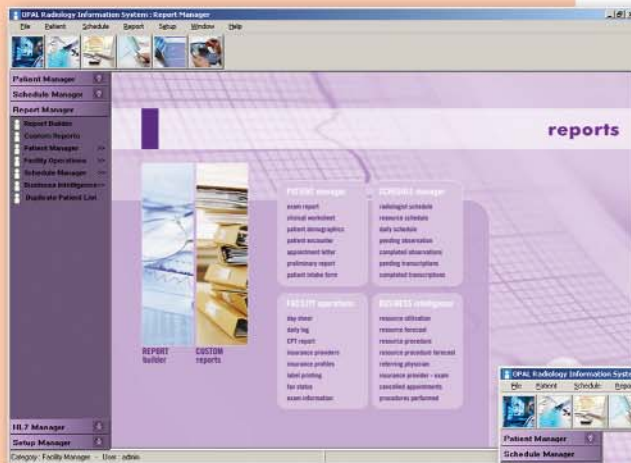 OPAL Radiology Information System : Report Manager
File Patient Schedule Report Setup Window Help
Patient Manager
Schedule Manager
Report Manager
Report Builder
Custom Reports
Patient Manager >>
Facility Operations >>
Schedule Manager >>
Business Intelligence >>
Duplicate Patient List
HL7 Manager
Setup Manager
Category : Facility Manager - User : admin
reports
REPORT builder
CUSTOM reports
PATIENT manager
exam report
clinical worksheet
patient demographics
patient encounter
appointment letter
preliminary report
patient intake form
SCHEDULE manager
radiologist schedule
resource schedule
daily schedule
pending observation
completed observations
pending transcriptions
completed transcriptions
FACILITY operations
day sheet
daily log
CPT report
insurance providers
insurance profiles
label printing
fax status
exam information
BUSINESS intelligence
resource utilization
resource forecast
resource procedure
resource procedure forecast
referring physician
insurance provider - exam
cancelled appointments
procedures performed
OPAL Radiology Information Syste
File Patient Schedule Repo
Patient Manager
Schedule Manager